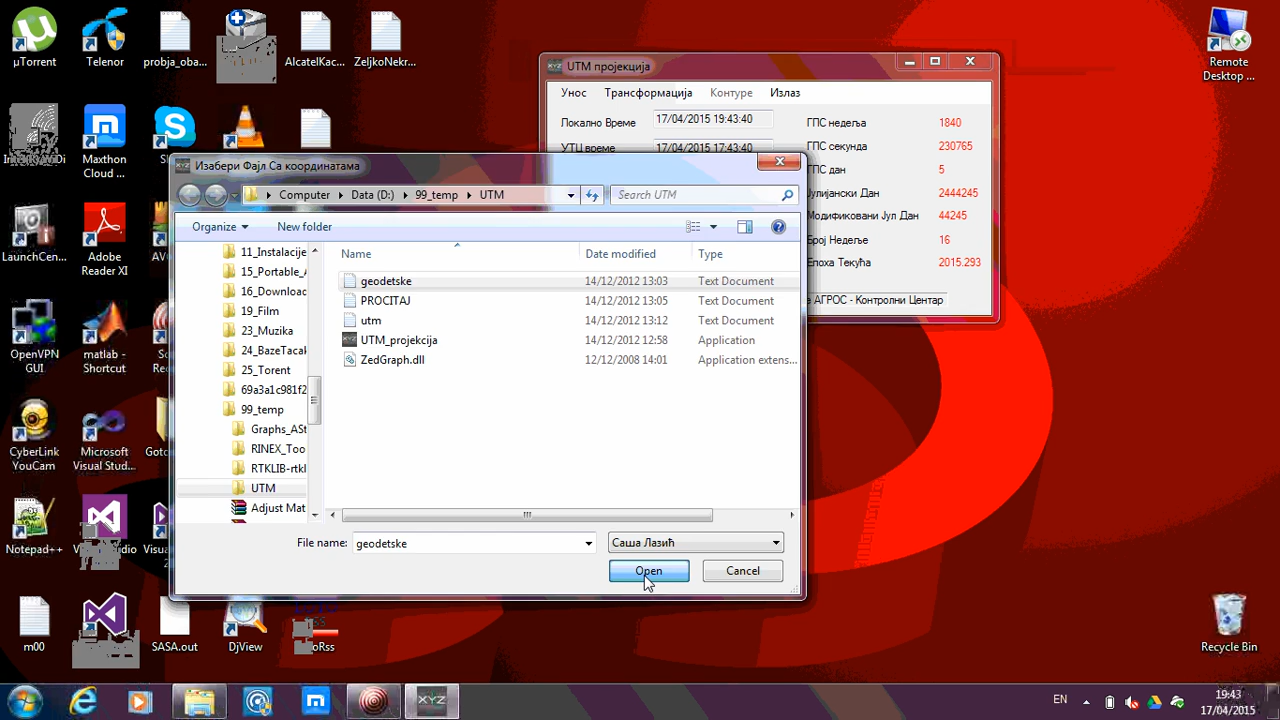 µTorrent
Telenor
probja_oba...
AlcatelKac...
ZeljkoNekr...
Remote
Desktop ...
Maxthon
Cloud ...
LaunchCen...
Adobe
Reader XI
OpenVPN
GUI
matlab -
Shortcut
CyberLink
YouCam
Microsoft
Visual Stud...
Notepad++
m00
SASA.out
DjView
Recycle Bin
UTM пројекција
Унос
Трансформација
Контуре
Излаз
Локално Време
17/04/2015 19:43:40
УТЦ време
17/04/2015 17:43:40
ГПС недеља
1840
ГПС секунда
230765
ГПС дан
5
Јулијански Дан
2444245
Модификовани Јул Дан
44245
Број Недеље
16
Епоха Текућа
2015.293
е АГРОС - Контролни Центар
Изабери Фајл Са координатама
Computer
Data (D:)
99_temp
UTM
Search UTM
Organize
New folder
11_Instalacije
15_Portable_A
16_Download
19_Film
23_Muzika
24_BazeTacak
25_Torent
69a3a1c981f2
99_temp
Graphs_ASt
RINEX_Too
RTKLIB-rtkl
UTM
Adjust Mat
Name
Date modified
Type
geodetske
14/12/2012 13:03
Text Document
PROCITAJ
14/12/2012 13:05
Text Document
utm
14/12/2012 13:12
Text Document
UTM_projekcija
14/12/2012 12:58
Application
ZedGraph.dll
12/12/2008 14:01
Application extens...
File name:
geodetske
Саша Лазић
Open
Cancel
XYZ
EN
19:43
17/04/2015